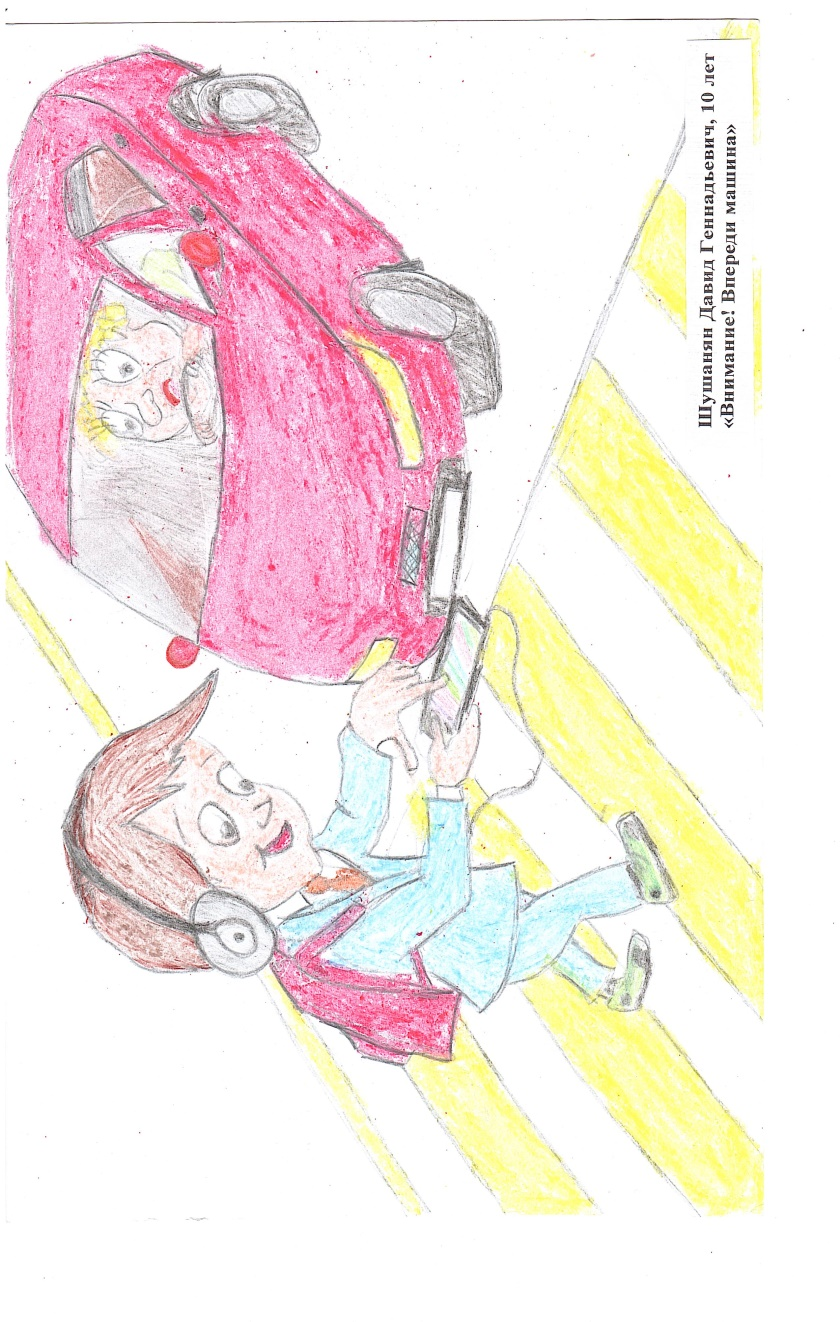 Шушанян Давид Геннадьевич, 10 лет
«Внимание! Впереди машина»